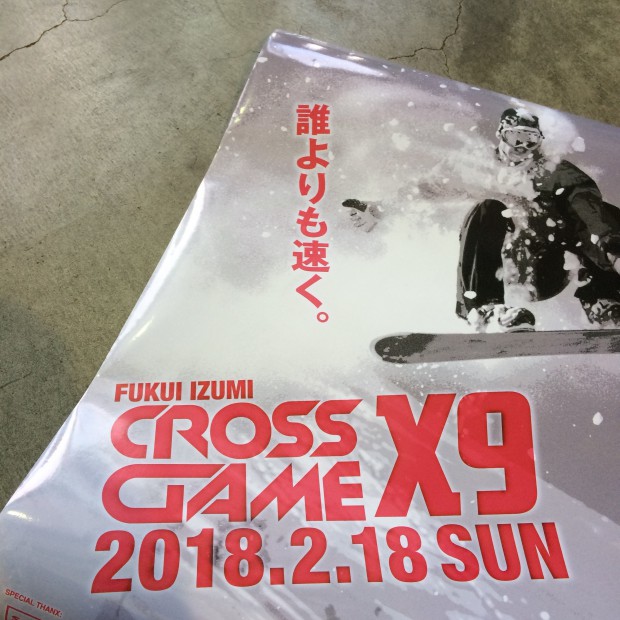 誰よりも速く。
FUKUI IZUMI
CROSS
GAME X9
2018.2.18 SUN
SPECIAL THANX: